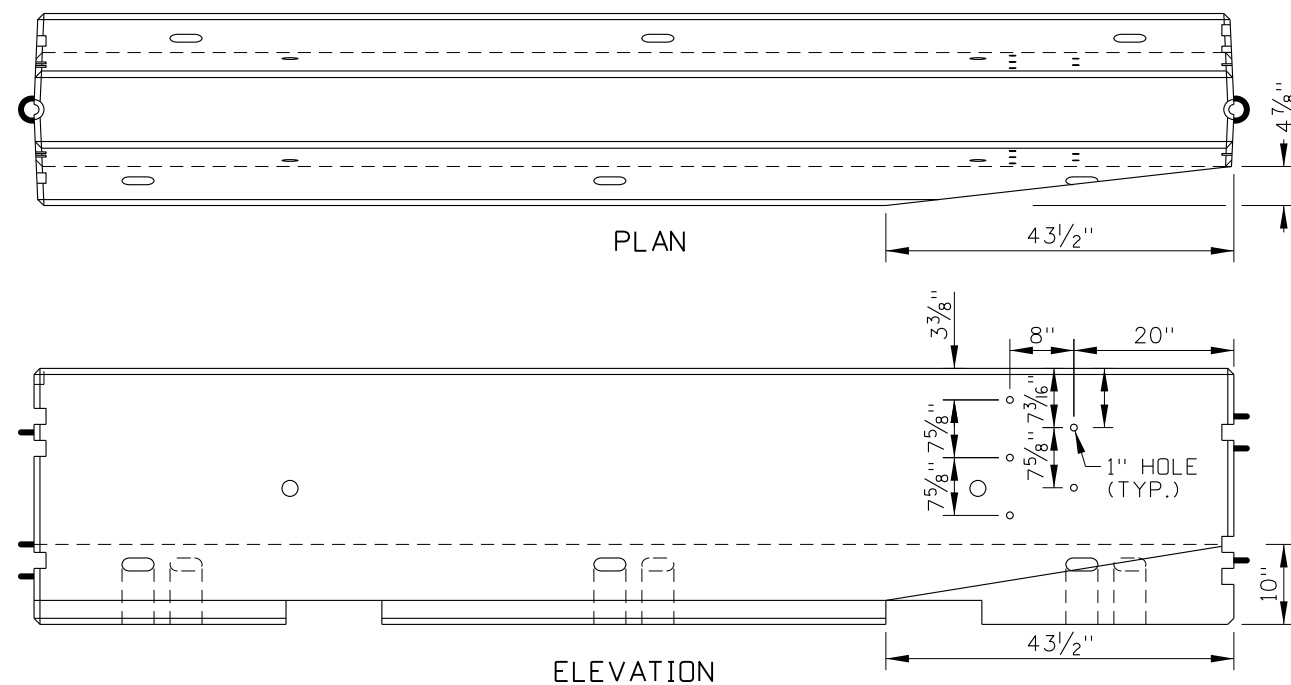 4 7/8"
43 1/2"
PLAN
3 3/8"
8"
20"
7 3/16"
7 5/8"
7 5/8"
7 5/8"
1" HOLE
(TYP.)
10"
43 1/2"
ELEVATION